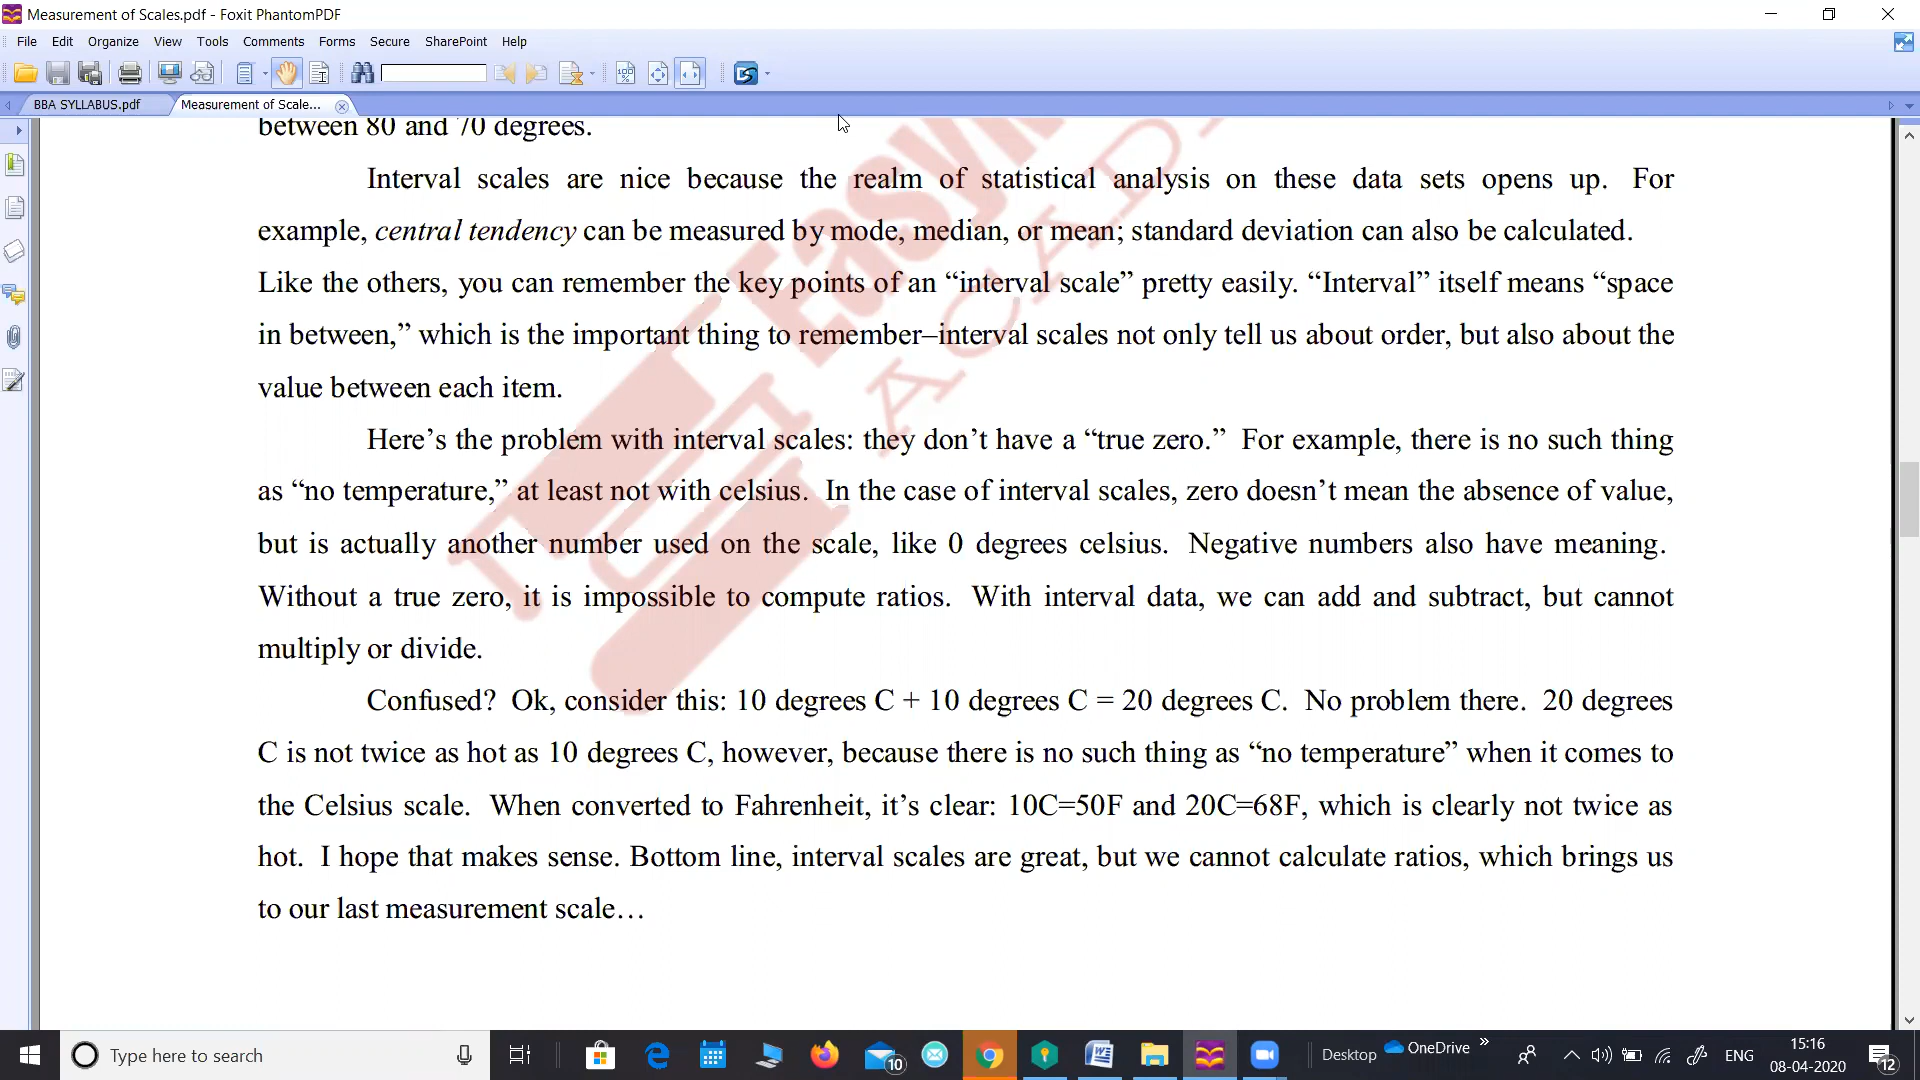 Measurement of Scales.pdf - Foxit PhantomPDF
File Edit Organize View Tools Comments Forms Secure SharePoint Help
BBA SYLLABUS.pdf Measurement of Scale...
between 80 and 70 degrees.
Interval scales are nice because the realm of statistical analysis on these data sets opens up. For
example, central tendency can be measured by mode, median, or mean; standard deviation can also be calculated.
Like the others, you can remember the key points of an “interval scale” pretty easily. “Interval” itself means “space
in between,” which is the important thing to remember–interval scales not only tell us about order, but also about the
value between each item.
Here’s the problem with interval scales: they don’t have a “true zero.” For example, there is no such thing
as “no temperature,” at least not with celsius. In the case of interval scales, zero doesn’t mean the absence of value,
but is actually another number used on the scale, like 0 degrees celsius. Negative numbers also have meaning.
Without a true zero, it is impossible to compute ratios. With interval data, we can add and subtract, but cannot
multiply or divide.
Confused? Ok, consider this: 10 degrees C + 10 degrees C = 20 degrees C. No problem there. 20 degrees
C is not twice as hot as 10 degrees C, however, because there is no such thing as “no temperature” when it comes to
the Celsius scale. When converted to Fahrenheit, it’s clear: 10C=50F and 20C=68F, which is clearly not twice as
hot. I hope that makes sense. Bottom line, interval scales are great, but we cannot calculate ratios, which brings us
to our last measurement scale…
Type here to search
10
Desktop OneDrive »
ENG
15:16
08-04-2020
12